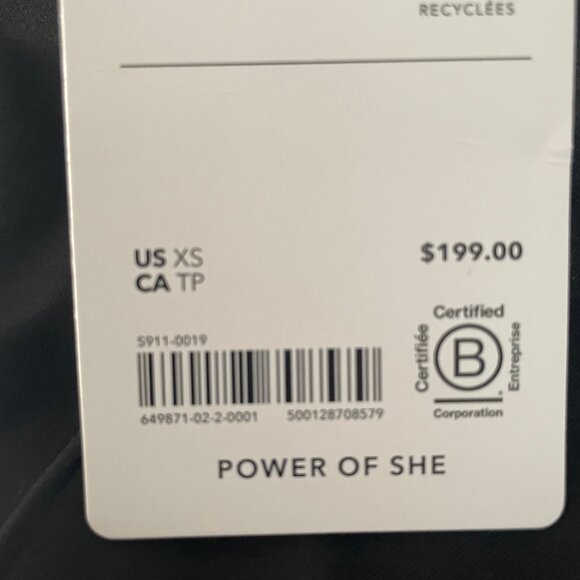 RECYCLÉES
US XS
CA TP
$199.00
S911-0019
649871-02-2-0001 500128708579
Certified
Certifiée
B
Entreprise
Corporation
POWER OF SHE